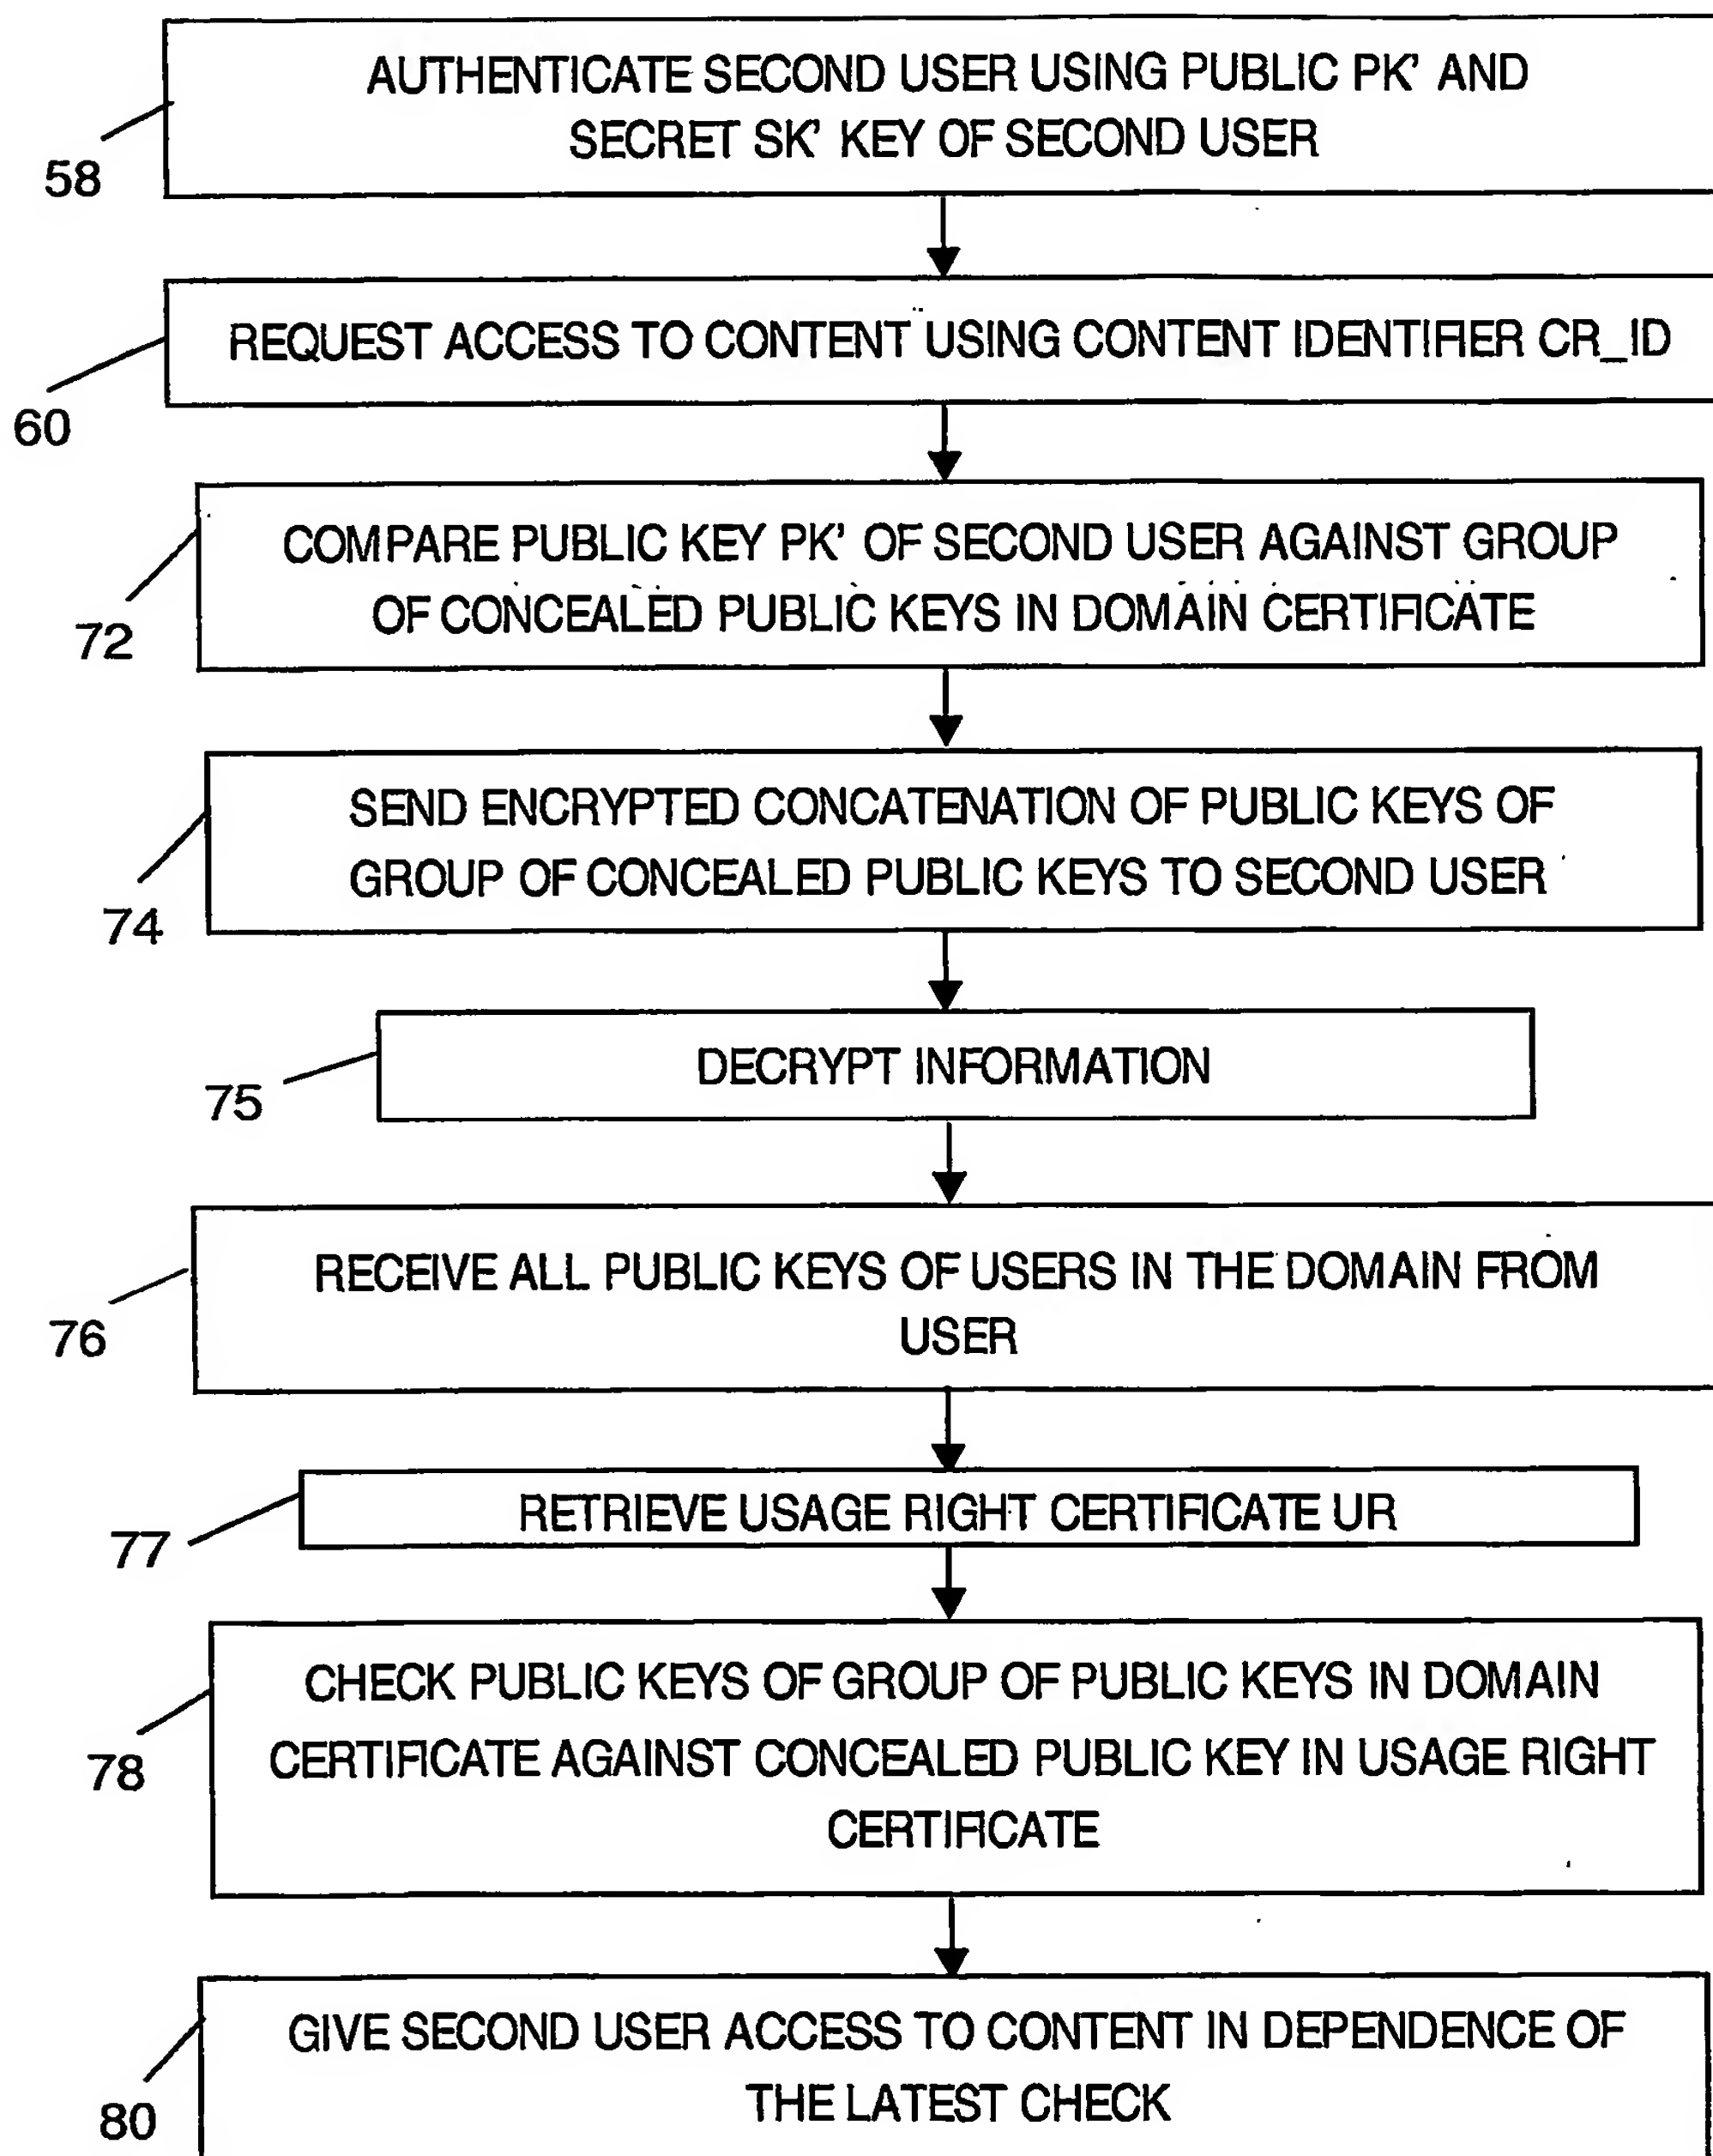 AUTHENTICATE SECOND USER USING PUBLIC PK' AND
SECRET SK' KEY OF SECOND USER
58
REQUEST ACCESS TO CONTENT USING CONTENT IDENTIFIER CR_ID
60
COMPARE PUBLIC KEY PK' OF SECOND USER AGAINST GROUP
OF CONCEALED PUBLIC KEYS IN DOMAIN CERTIFICATE
72
SEND ENCRYPTED CONCATENATION OF PUBLIC KEYS OF
GROUP OF CONCEALED PUBLIC KEYS TO SECOND USER
74
DECRYPT INFORMATION
75
RECEIVE ALL PUBLIC KEYS OF USERS IN THE DOMAIN FROM
USER
76
RETRIEVE USAGE RIGHT CERTIFICATE UR
77
CHECK PUBLIC KEYS OF GROUP OF PUBLIC KEYS IN DOMAIN
CERTIFICATE AGAINST CONCEALED PUBLIC KEY IN USAGE RIGHT
CERTIFICATE
78
GIVE SECOND USER ACCESS TO CONTENT IN DEPENDENCE OF
THE LATEST CHECK
80